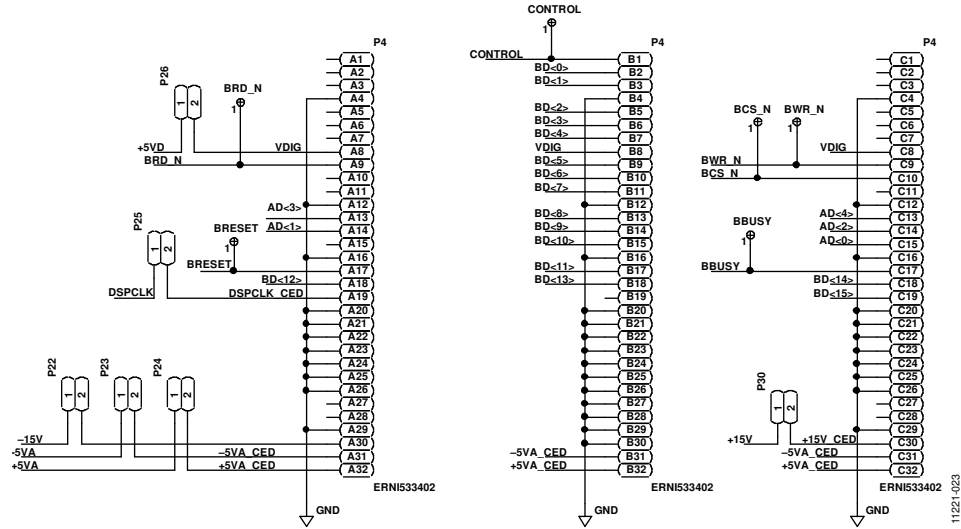 CONTROL
1
P4
P4
P4
CONTROL
A1
A2
A3
A4
A5
A6
A7
A8
A9
A10
A11
A12
A13
A14
A15
A16
A17
A18
A19
A20
A21
A22
A23
A24
A25
A26
A27
A28
A29
A30
A31
A32
P26
1 2
BRD_N
1
+5VD
VDIG
BRD_N
AD<3>
AD<1>
P25
1 2
BRESET
1
BRESET
BD<12>
DSPCLK
DSPCLK_CED
P22
1 2
P23
1 2
P24
1 2
–15V
-5VA
–5VA_CED
+5VA
+5VA_CED
ERNI533402
GND
B1
B2
B3
B4
B5
B6
B7
B8
B9
B10
B11
B12
B13
B14
B15
B16
B17
B18
B19
B20
B21
B22
B23
B24
B25
B26
B27
B28
B29
B30
B31
B32
BD<0>
BD<1>
BD<2>
BD<3>
BD<4>
VDIG
BD<5>
BD<6>
BD<7>
BD<8>
BD<9>
BD<10>
BD<11>
BD<13>
–5VA_CED
+5VA_CED
ERNI533402
GND
C1
C2
C3
C4
C5
C6
C7
C8
C9
C10
C11
C12
C13
C14
C15
C16
C17
C18
C19
C20
C21
C22
C23
C24
C25
C26
C27
C28
C29
C30
C31
C32
BCS_N
1
BWR_N
1
VDIG
BWR_N
BCS_N
AD<4>
AD<2>
AD<0>
BBUSY
1
BBUSY
BD<14>
BD<15>
P30
1 2
+15V
+15V_CED
–5VA_CED
+5VA_CED
ERNI533402
GND
11221-023